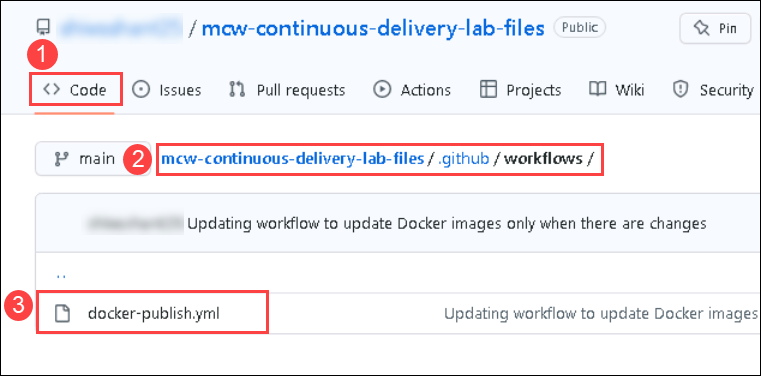 / mcw-continuous-delivery-lab-files Public Pin
1
Code Issues Pull requests Actions Projects Wiki Security
main 2 mcw-continuous-delivery-lab-files / .github / workflows /
Updating workflow to update Docker images only when there are changes
..
3 docker-publish.yml Updating workflow to update Docker images